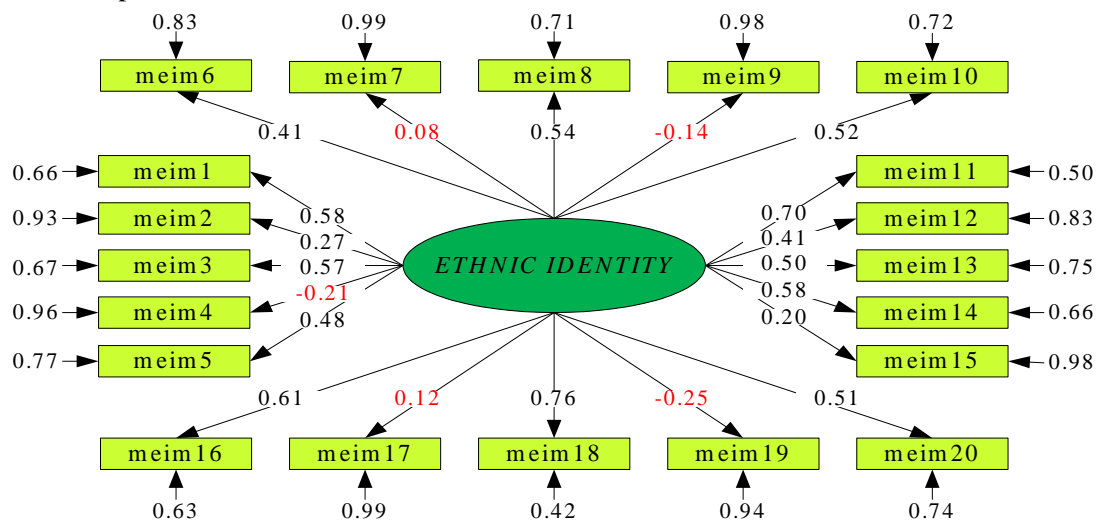 0.83 0.99 0.71 0.98 0.72
meim6 meim7 meim8 meim9 meim10
0.41 0.08 0.54 -0.14 0.52
0.66 meim1 0.58 0.70 meim11 0.50
0.93 meim2 0.27 0.41 meim12 0.83
0.67 meim3 0.57 ETHNIC IDENTITY 0.50 meim13 0.75
0.96 meim4 -0.21 0.58 meim14 0.66
0.77 meim5 0.48 0.20 meim15 0.98
0.61 0.12 0.76 -0.25 0.51
meim16 meim17 meim18 meim19 meim20
0.63 0.99 0.42 0.94 0.74